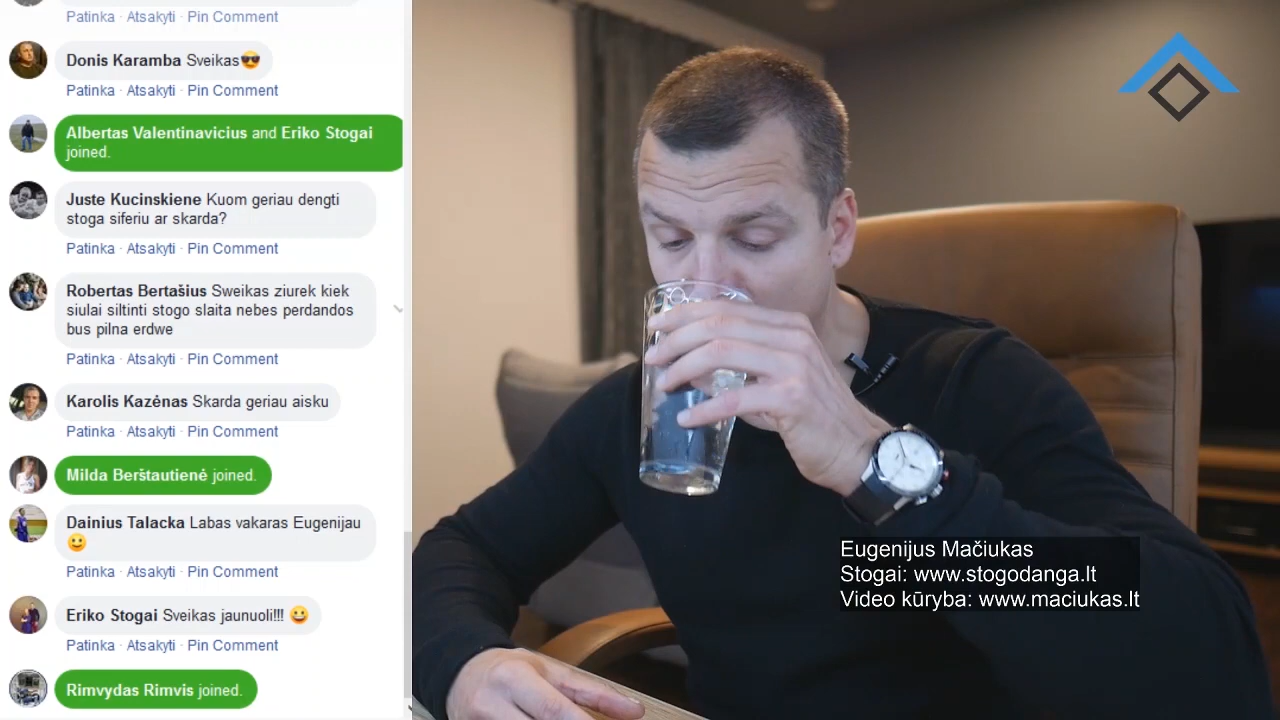 Patinka · Atsakyti · Pin Comment
Donis Karamba Sveikas😎
Patinka · Atsakyti · Pin Comment
Albertas Valentinavicius and Eriko Stogai
joined.
Juste Kucinskiene Kuom geriau dengti
stoga siferiu ar skarda?
Patinka · Atsakyti · Pin Comment
Robertas Bertašius Sweikas ziurek kiek
siulai siltinti stogo slaita nebes perdandos
bus pilna erdwe
Patinka · Atsakyti · Pin Comment
Karolis Kazėnas Skarda geriau aisku
Patinka · Atsakyti · Pin Comment
Milda Berštautienė joined.
Dainius Talacka Labas vakaras Eugenijau
🙂
Patinka · Atsakyti · Pin Comment
Eriko Stogai Sveikas jaunuoli!!! 😀
Patinka · Atsakyti · Pin Comment
Rimvydas Rimvis joined.
Eugenijus Mačiukas
Stogai: www.stogodanga.lt
Video kūryba: www.maciukas.lt